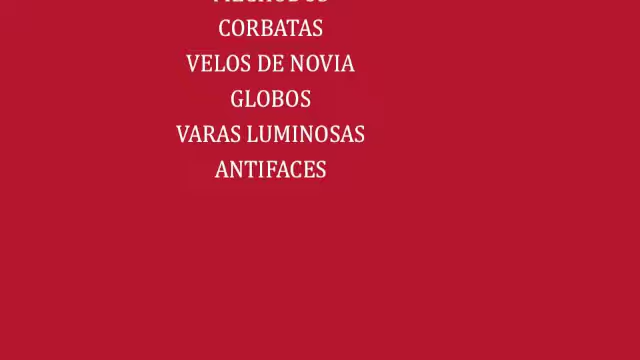 CORBATAS
VELOS DE NOVIA
GLOBOS
VARAS LUMINOSAS
ANTIFACES